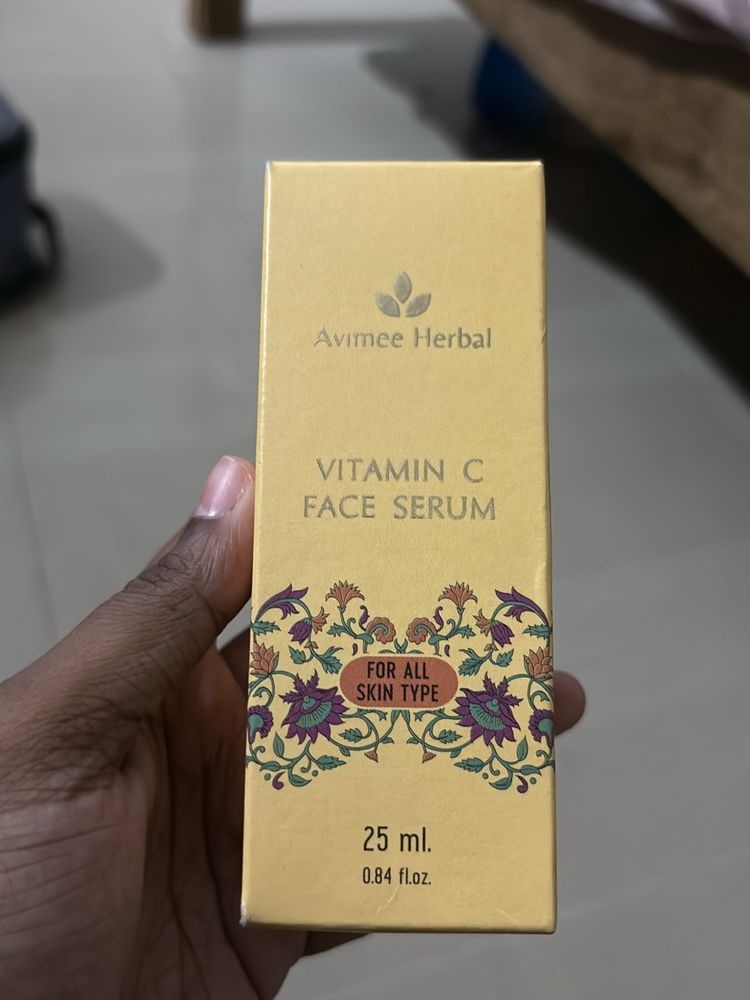 Avimee Herbal
VITAMIN C
FACE SERUM
FOR ALL
SKIN TYPE
25 ml.
0.84 fl.oz.